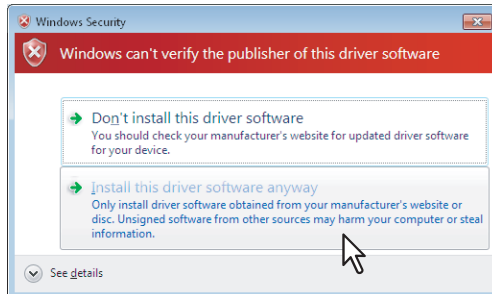 Windows Security
Windows can't verify the publisher of this driver software
Don't install this driver software
You should check your manufacturer's website for updated driver software
for your device.
Install this driver software anyway
Only install driver software obtained from your manufacturer's website or
disc. Unsigned software from other sources may harm your computer or steal
information.
See details